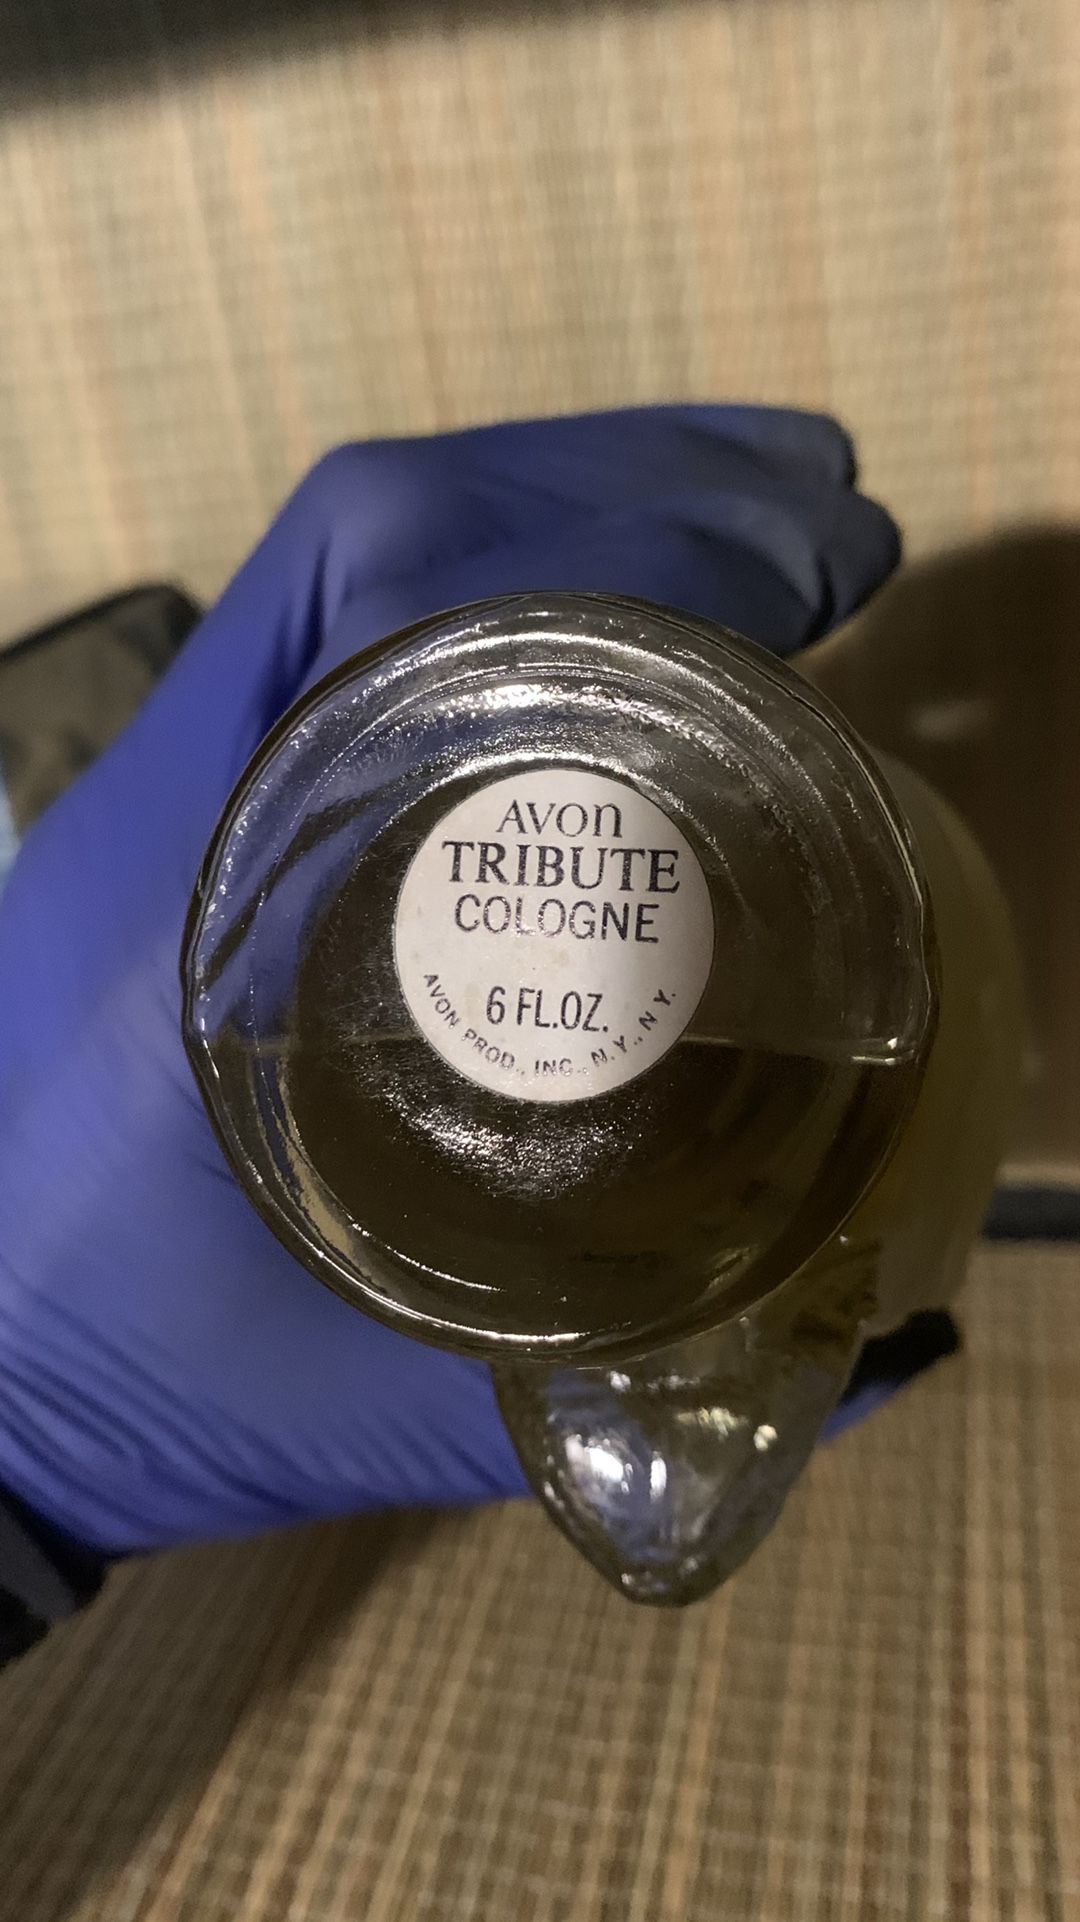 AVON
TRIBUTE
COLOGNE
6 FL.OZ.
AVON PROD., INC., N.Y., N.Y.